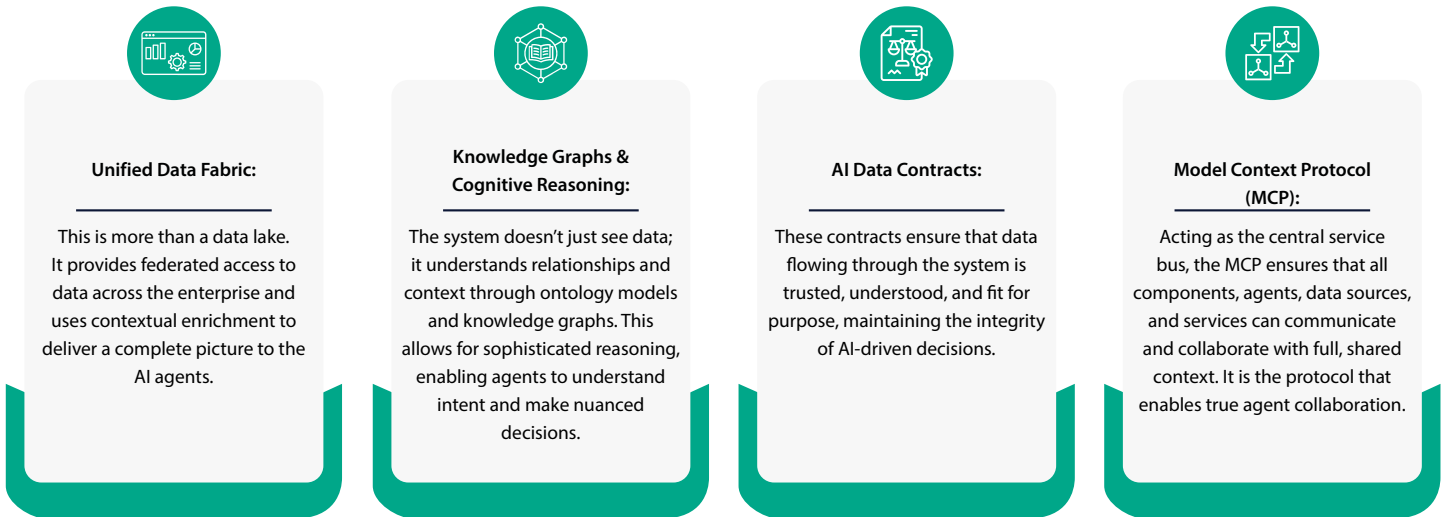 Unified Data Fabric:
This is more than a data lake.
It provides federated access to
data across the enterprise and
uses contextual enrichment to
deliver a complete picture to the
AI agents.
Knowledge Graphs &
Cognitive Reasoning:
The system doesn’t just see data;
it understands relationships and
context through ontology models
and knowledge graphs. This
allows for sophisticated reasoning,
enabling agents to understand
intent and make nuanced
decisions.
AI Data Contracts:
These contracts ensure that data
flowing through the system is
trusted, understood, and fit for
purpose, maintaining the integrity
of AI-driven decisions.
Model Context Protocol
(MCP):
Acting as the central service
bus, the MCP ensures that all
components, agents, data sources,
and services can communicate
and collaborate with full, shared
context. It is the protocol that
enables true agent collaboration.